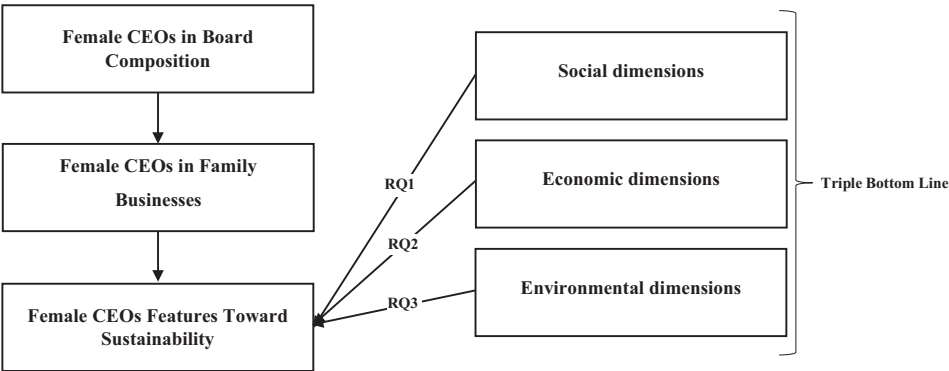 Female CEOs in Board
Composition
Female CEOs in Family
Businesses
Female CEOs Features Toward
Sustainability
Social dimensions
Economic dimensions
Environmental dimensions
RQ1
RQ2
RQ3
Triple Bottom Line